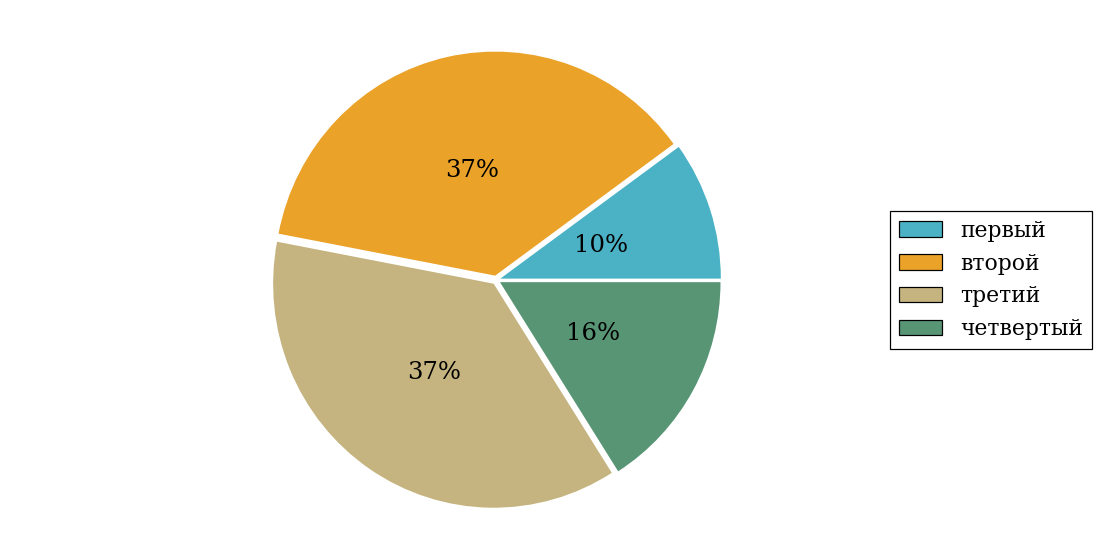 37%
10%
16%
37%
первый
второй
третий
четвертый